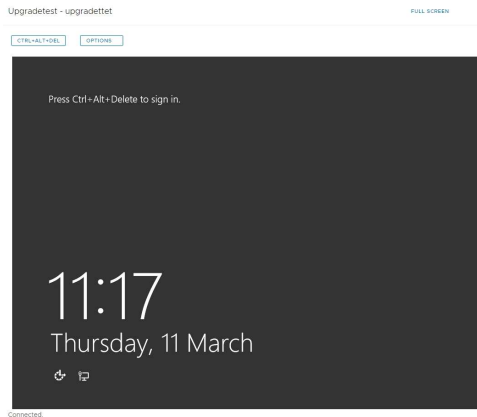 Upgradetest - upgradettet
FULL SCREEN
CTRL+ALT+DEL
OPTIONS
Press Ctrl+Alt+Delete to sign in.
11:17
Thursday, 11 March
Connected.